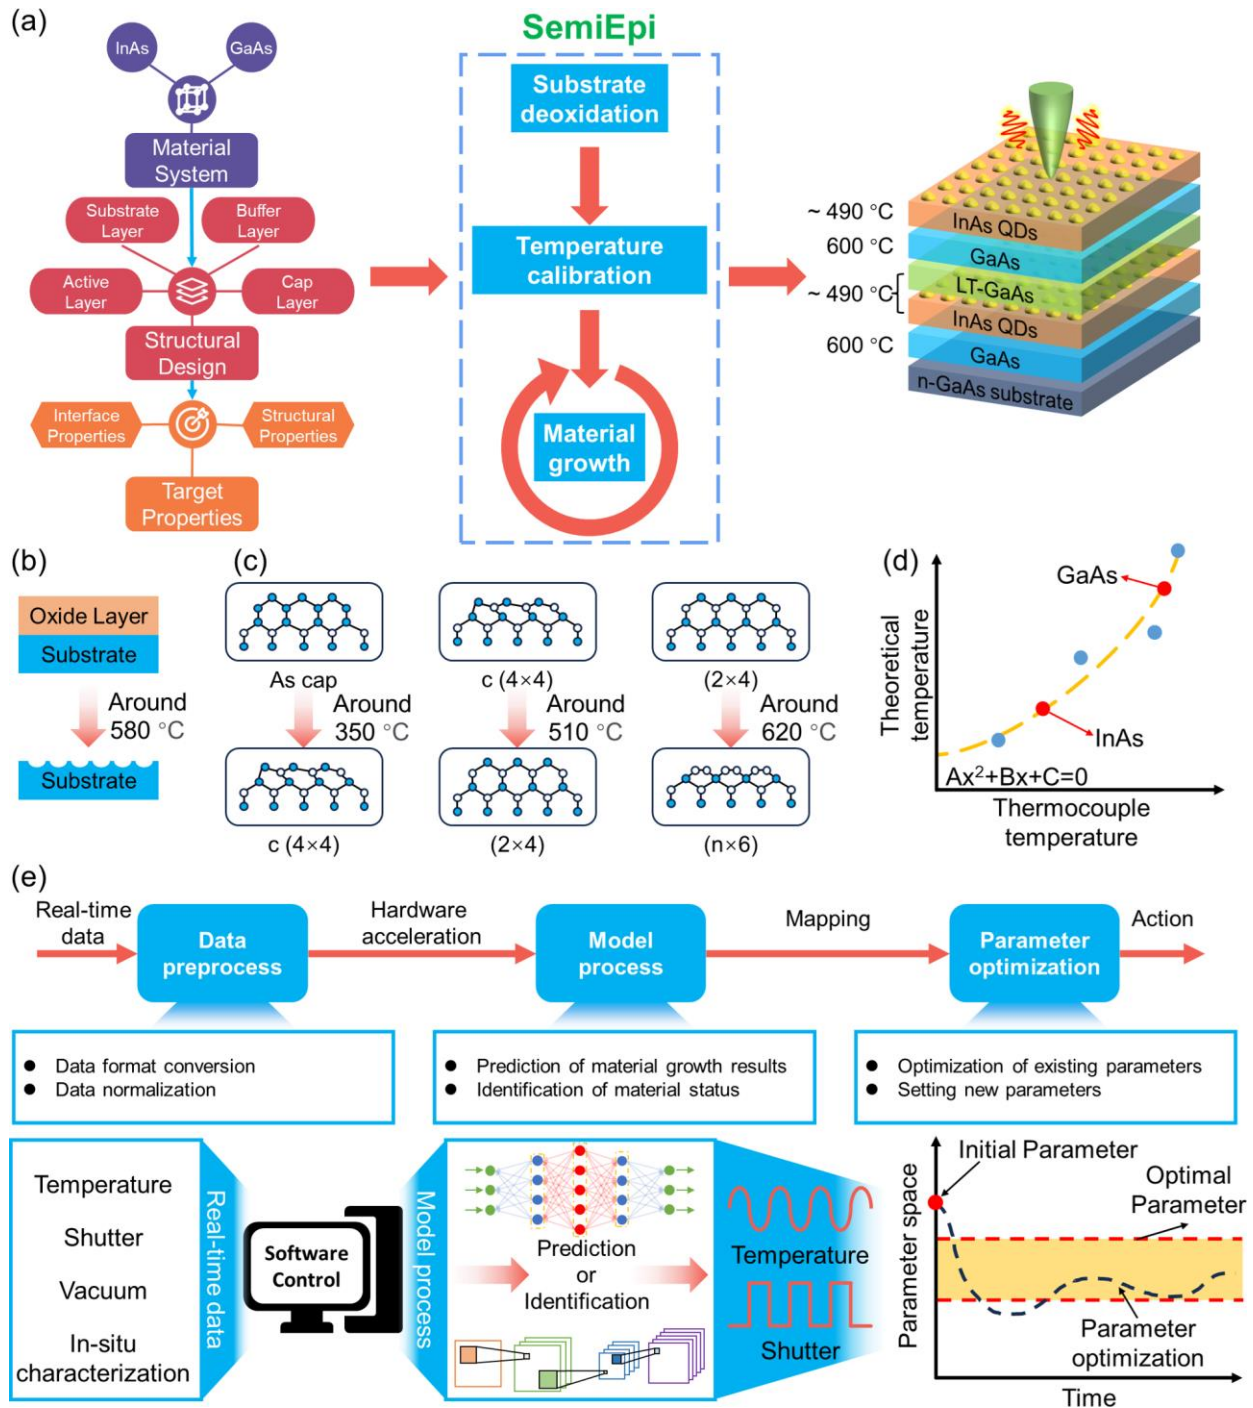 (a)
InAs
GaAs
Material
System
Substrate
Layer
Buffer
Layer
Active
Layer
Cap
Layer
Structural
Design
Interface
Properties
Structural
Properties
Target
Properties
SemiEpi
Substrate
deoxidation
Temperature
calibration
Material
growth
~ 490 °C
600 °C
~ 490 °C
600 °C
InAs QDs
GaAs
LT-GaAs
InAs QDs
GaAs
n-GaAs substrate
(b)
Oxide Layer
Substrate
Around
580 °C
Substrate
(c)
As cap
Around
350 °C
c (4×4)
c (4×4)
Around
510 °C
(2×4)
(2×4)
Around
620 °C
(n×6)
(d)
Theoretical
temperature
GaAs
InAs
Ax²+Bx+C=0
Thermocouple
temperature
(e)
Real-time
data
Data
preprocess
Hardware
acceleration
Model
process
Mapping
Parameter
optimization
Action
● Data format conversion
● Data normalization
● Prediction of material growth results
● Identification of material status
● Optimization of existing parameters
● Setting new parameters
Temperature
Shutter
Vacuum
In-situ
characterization
Real-time data
Software
Control
Model process
Prediction
or
Identification
Temperature
Shutter
Parameter space
Initial Parameter
Optimal
Parameter
Parameter
optimization
Time